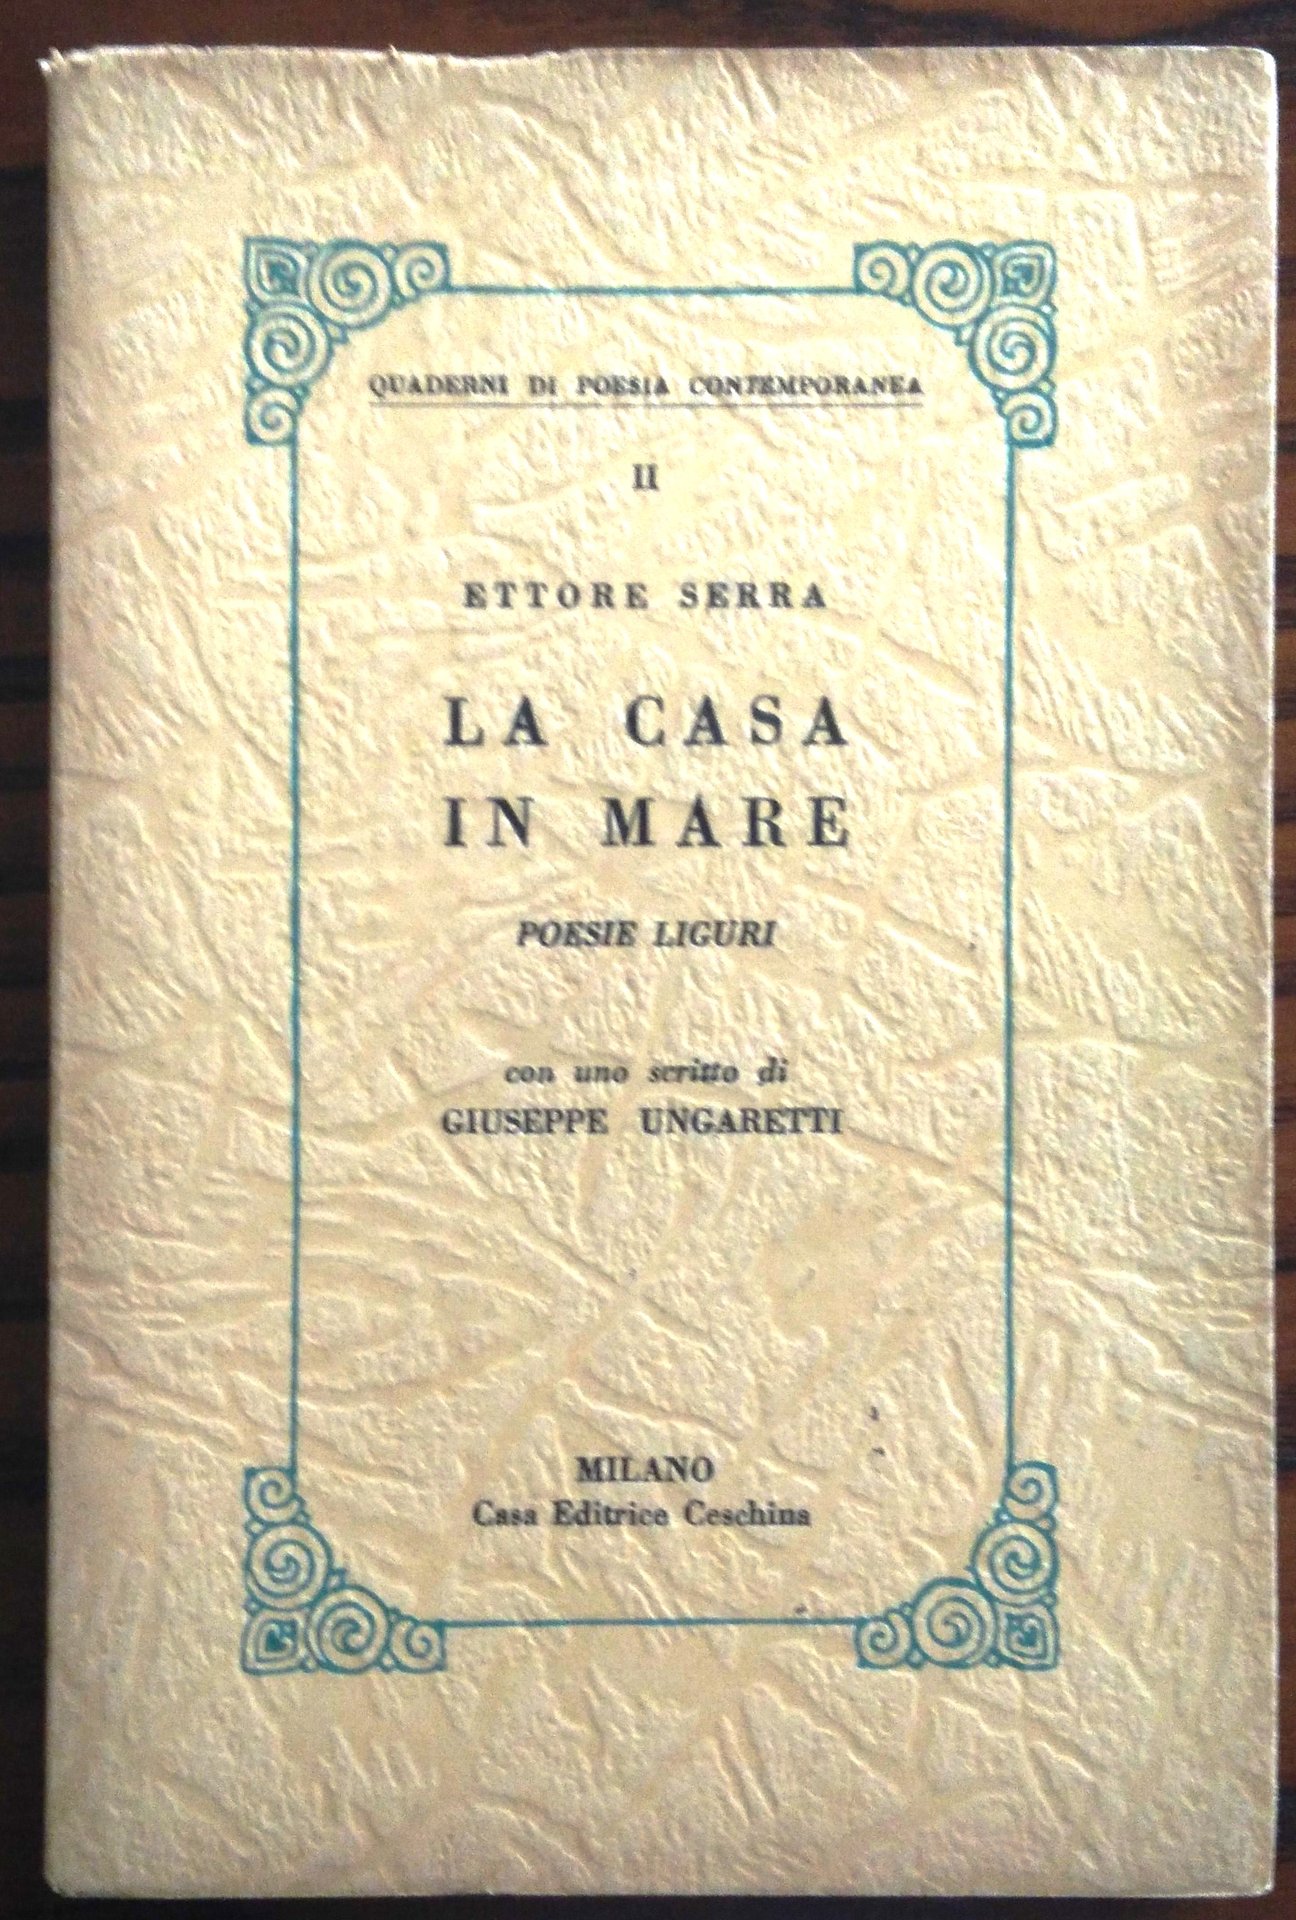 QUADERNI DI POESIA CONTEMPORANEA
II
ETTORE SERRA
LA CASA
IN MARE
POESIE LIGURI
con uno scritto di
GIUSEPPE UNGARETTI
MILANO
Casa Editrice Ceschina